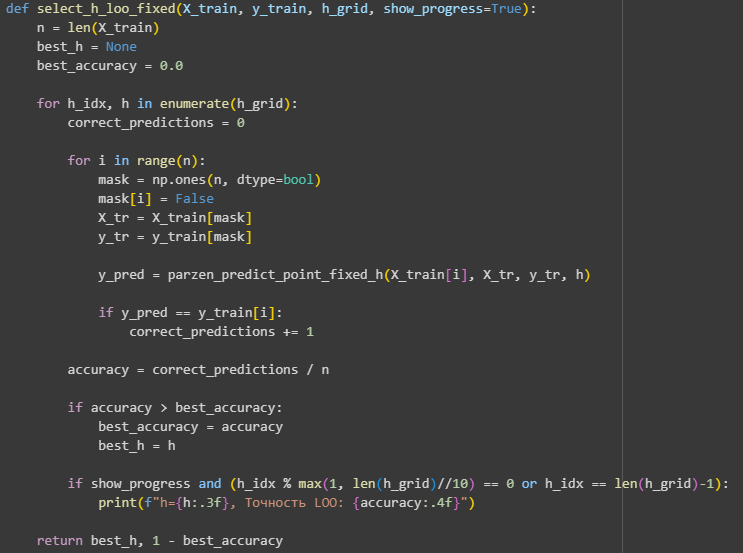 def select_h_loo_fixed(X_train, y_train, h_grid, show_progress=True):
    n = len(X_train)
    best_h = None
    best_accuracy = 0.0

    for h_idx, h in enumerate(h_grid):
        correct_predictions = 0

        for i in range(n):
            mask = np.ones(n, dtype=bool)
            mask[i] = False
            X_tr = X_train[mask]
            y_tr = y_train[mask]

            y_pred = parzen_predict_point_fixed_h(X_train[i], X_tr, y_tr, h)

            if y_pred == y_train[i]:
                correct_predictions += 1

        accuracy = correct_predictions / n

        if accuracy > best_accuracy:
            best_accuracy = accuracy
            best_h = h

        if show_progress and (h_idx % max(1, len(h_grid)//10) == 0 or h_idx == len(h_grid)-1):
            print(f"h={h:.3f}, Точность LOO: {accuracy:.4f}")

    return best_h, 1 - best_accuracy